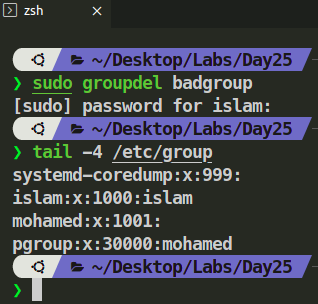 zsh
~/Desktop/Labs/Day25
❯ sudo groupdel badgroup
[sudo] password for islam:
~/Desktop/Labs/Day25
❯ tail -4 /etc/group
systemd-coredump:x:999:
islam:x:1000:islam
mohamed:x:1001:
pgroup:x:30000:mohamed
~/Desktop/Labs/Day25
❯